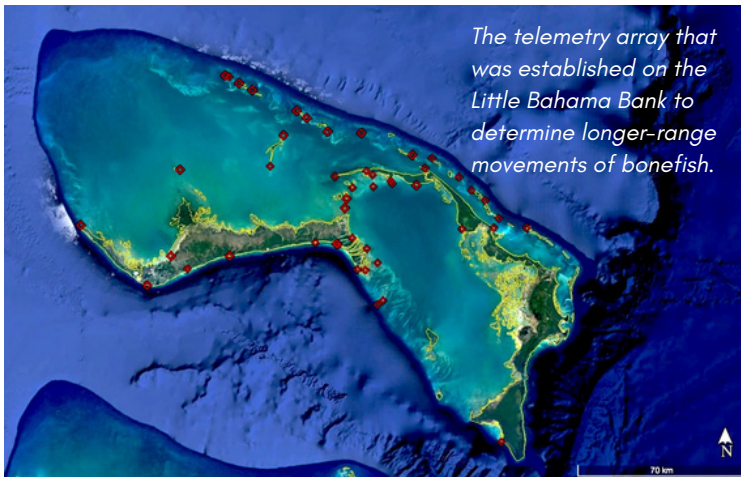 The telemetry array that
was established on the
Little Bahama Bank to
determine longer-range
movements of bonefish.
N
70 km